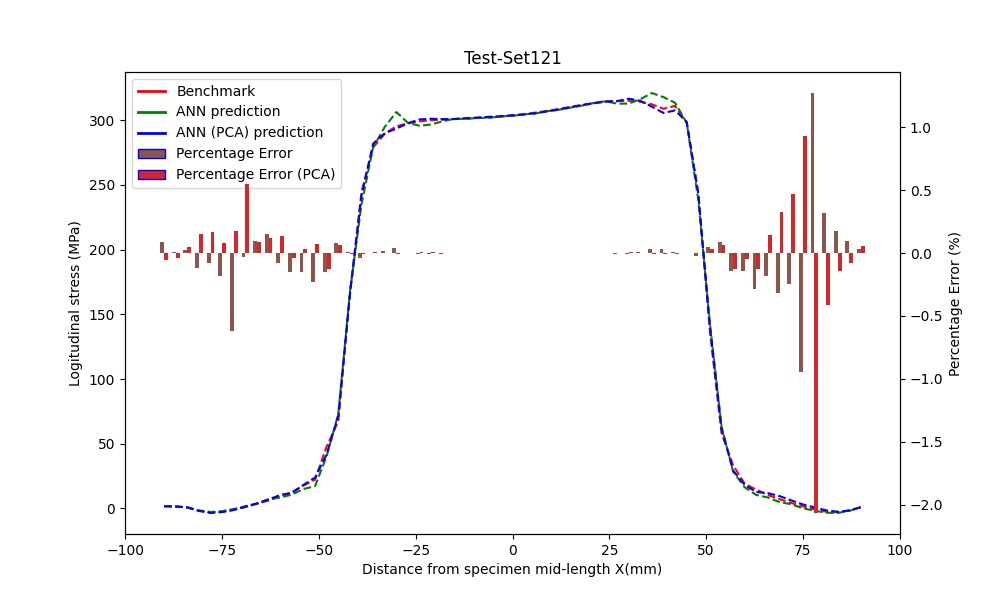 Test-Set121
Benchmark
ANN prediction
ANN (PCA) prediction
Percentage Error
Percentage Error (PCA)
Logitudinal stress (MPa)
300
250
200
150
100
50
0
1.0
0.5
0.0
−0.5
−1.0
−1.5
−2.0
Percentage Error (%)
−100 −75 −50 −25 0 25 50 75 100
Distance from specimen mid-length X(mm)